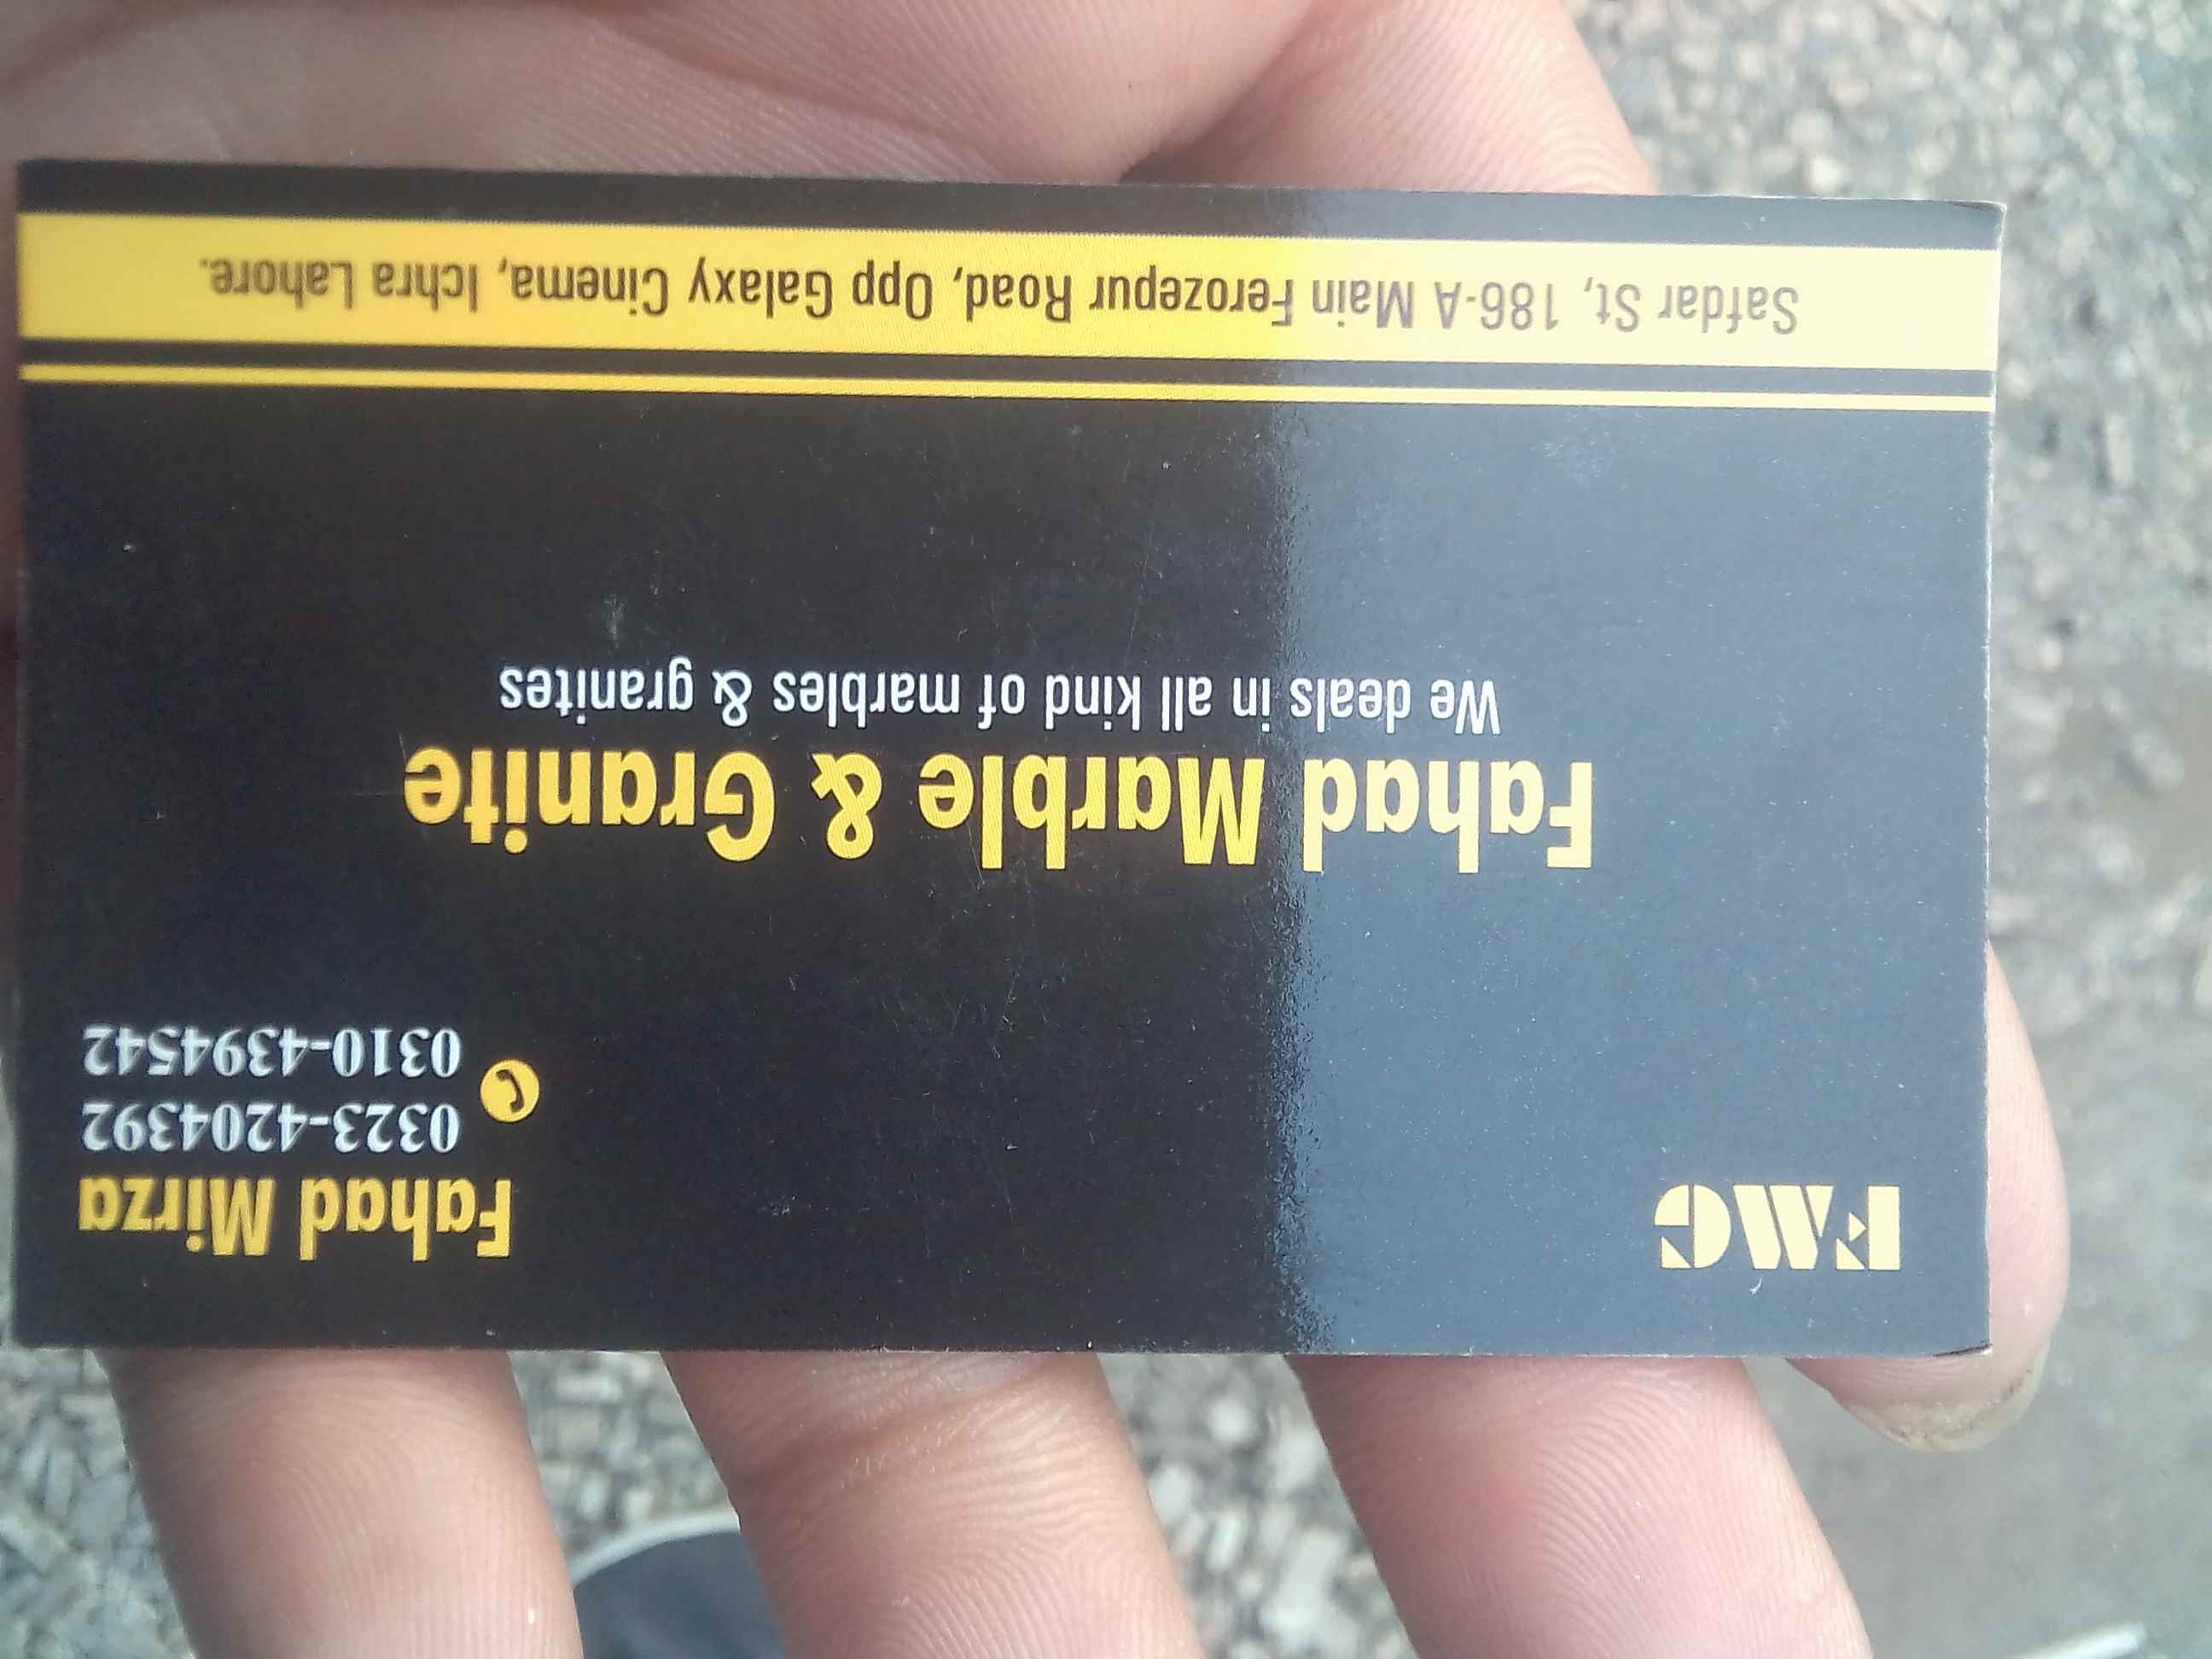 FMG
Fahad Mirza
0323-4204392
0310-4394542
Fahad Marble & Granite
We deals in all kind of marbles & granites
Safdar St, 186-A Main Ferozepur Road, Opp Galaxy Cinema, Ichra Lahore.